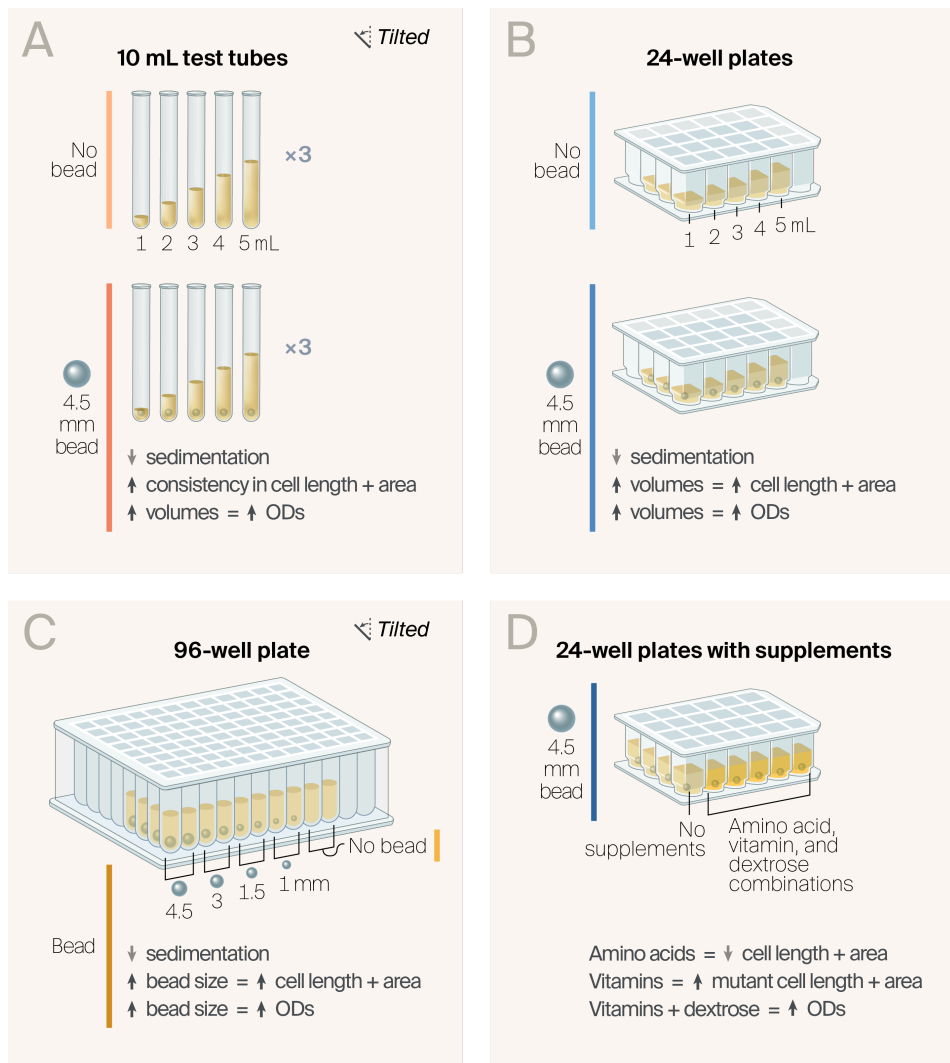 A
Tilted
10 mL test tubes
No
bead
×3
1 2 3 4 5 mL
4.5
mm
bead
×3
↓ sedimentation
↑ consistency in cell length + area
↑ volumes = ↑ ODs
B
24-well plates
No
bead
1 2 3 4 5 mL
4.5
mm
bead
↓ sedimentation
↑ volumes = ↑ cell length + area
↑ volumes = ↑ ODs
C
Tilted
96-well plate
No bead
4.5 3 1.5 1 mm
Bead
↓ sedimentation
↑ bead size = ↑ cell length + area
↑ bead size = ↑ ODs
D
24-well plates with supplements
4.5
mm
bead
No
supplements
Amino acid,
vitamin, and
dextrose
combinations
Amino acids = ↓ cell length + area
Vitamins = ↑ mutant cell length + area
Vitamins + dextrose = ↑ ODs